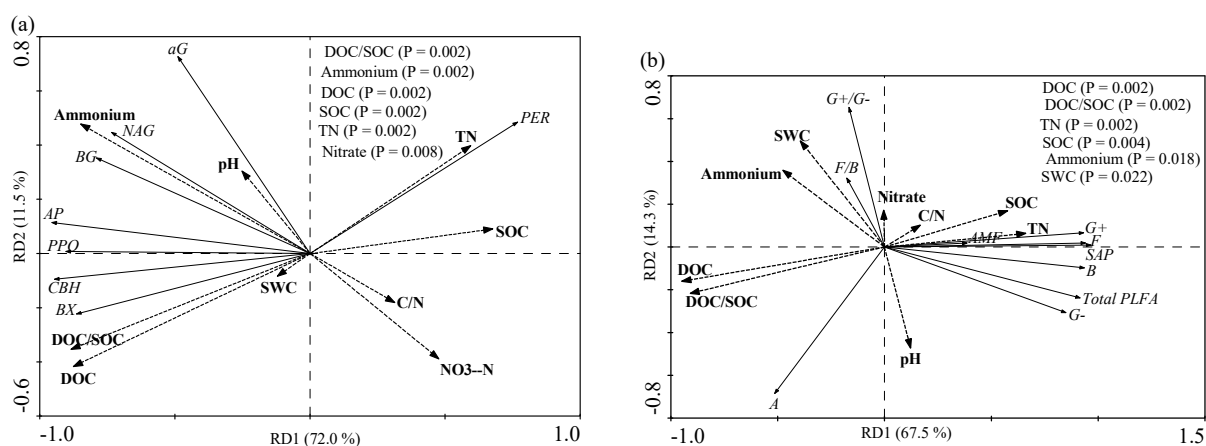 (a)
0.8
aG
DOC/SOC (P = 0.002)
Ammonium (P = 0.002)
DOC (P = 0.002)
SOC (P = 0.002)
TN (P = 0.002)
Nitrate (P = 0.008)
Ammonium
NAG
BG
pH
TN
PER
AP
PPO
SOC
CBH
SWC
BX
C/N
DOC/SOC
DOC
NO3--N
RD2 (11.5 %)
-0.6
-1.0
RD1 (72.0 %)
1.0
(b)
0.8
G+/G-
DOC (P = 0.002)
DOC/SOC (P = 0.002)
TN (P = 0.002)
SOC (P = 0.004)
Ammonium (P = 0.018)
SWC (P = 0.022)
SWC
Ammonium
F/B
Nitrate
C/N
SOC
TN
AMF
G+
F
SAP
B
DOC
DOC/SOC
Total PLFA
G-
pH
A
RD2 (14.3 %)
-0.8
-1.0
RD1 (67.5 %)
1.5